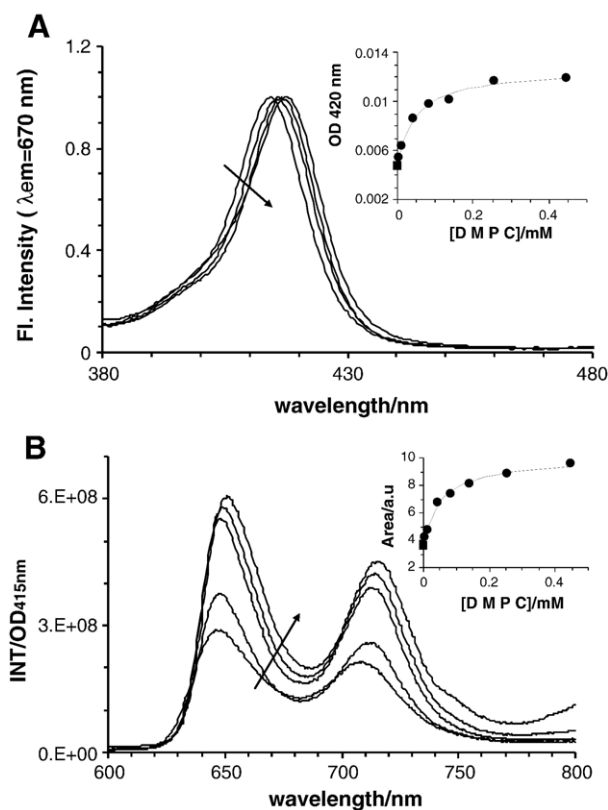 A
Fl. Intensity ( λem=670 nm)
1.2
0.8
0.4
0
380
430
480
wavelength/nm
OD 420 nm
0.014
0.01
0.006
0.002
0
0.2
0.4
[D M P C]/mM
B
INT/OD415nm
6.E+08
3.E+08
0.E+00
600
650
700
750
800
wavelength/nm
Area/a.u
10
8
6
4
2
0
0.2
0.4
[D M P C]/mM